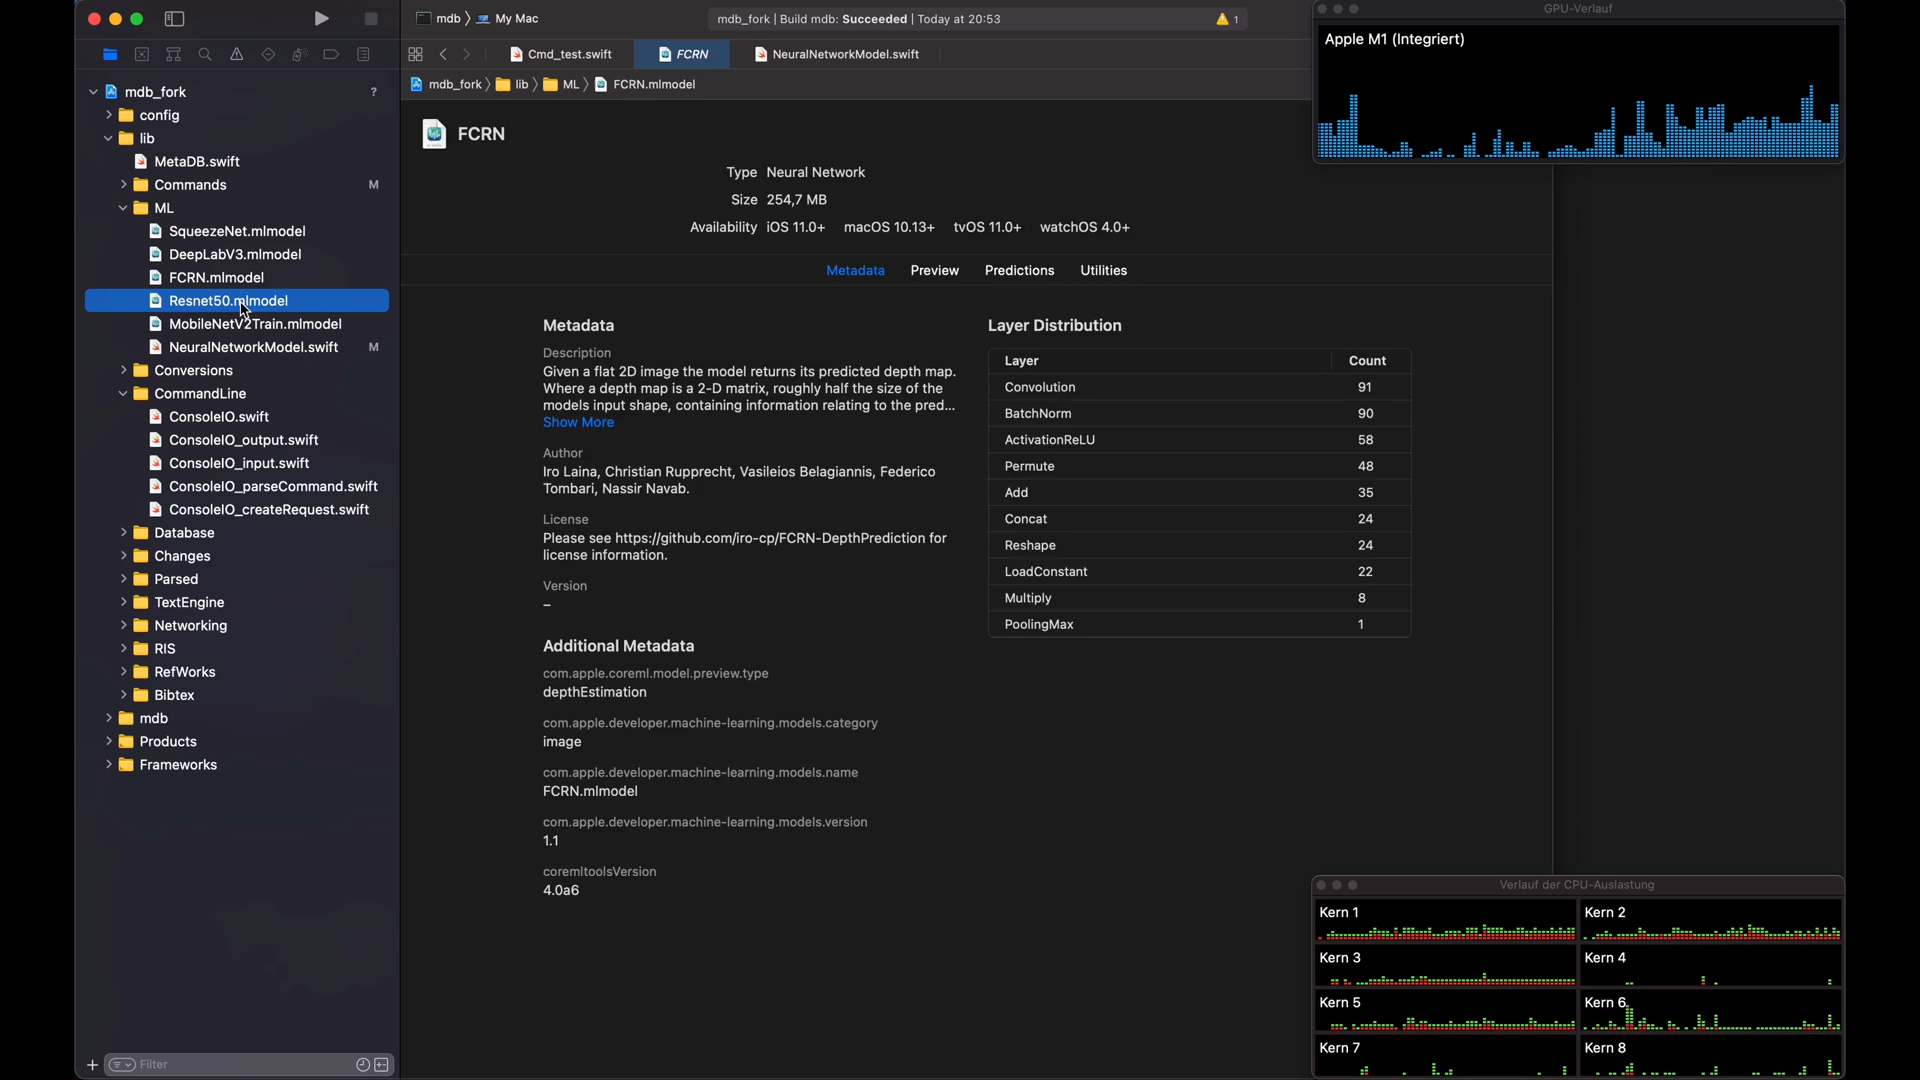 mdb 〉 My Mac
mdb_fork | Build mdb: Succeeded | Today at 20:53
1
Cmd_test.swift
FCRN
NeuralNetworkModel.swift
mdb_fork 〉 lib 〉 ML 〉 FCRN.mlmodel
mdb_fork
?
config
lib
MetaDB.swift
Commands
M
ML
SqueezeNet.mlmodel
DeepLabV3.mlmodel
FCRN.mlmodel
Resnet50.mlmodel
MobileNetV2Train.mlmodel
NeuralNetworkModel.swift
M
Conversions
CommandLine
ConsoleIO.swift
ConsoleIO_output.swift
ConsoleIO_input.swift
ConsoleIO_parseCommand.swift
ConsoleIO_createRequest.swift
Database
Changes
Parsed
TextEngine
Networking
RIS
RefWorks
Bibtex
mdb
Products
Frameworks
Filter
FCRN
Type Neural Network
Size 254,7 MB
Availability iOS 11.0+ macOS 10.13+ tvOS 11.0+ watchOS 4.0+
Metadata Preview Predictions Utilities
Metadata
Description
Given a flat 2D image the model returns its predicted depth map.
Where a depth map is a 2-D matrix, roughly half the size of the
models input shape, containing information relating to the pred...
Show More
Author
Iro Laina, Christian Rupprecht, Vasileios Belagiannis, Federico
Tombari, Nassir Navab.
License
Please see https://github.com/iro-cp/FCRN-DepthPrediction for
license information.
Version
–
Additional Metadata
com.apple.coreml.model.preview.type
depthEstimation
com.apple.developer.machine-learning.models.category
image
com.apple.developer.machine-learning.models.name
FCRN.mlmodel
com.apple.developer.machine-learning.models.version
1.1
coremltoolsVersion
4.0a6
Layer Distribution
Layer Count
Convolution 91
BatchNorm 90
ActivationReLU 58
Permute 48
Add 35
Concat 24
Reshape 24
LoadConstant 22
Multiply 8
PoolingMax 1
GPU-Verlauf
Apple M1 (Integriert)
Verlauf der CPU-Auslastung
Kern 1
Kern 2
Kern 3
Kern 4
Kern 5
Kern 6
Kern 7
Kern 8